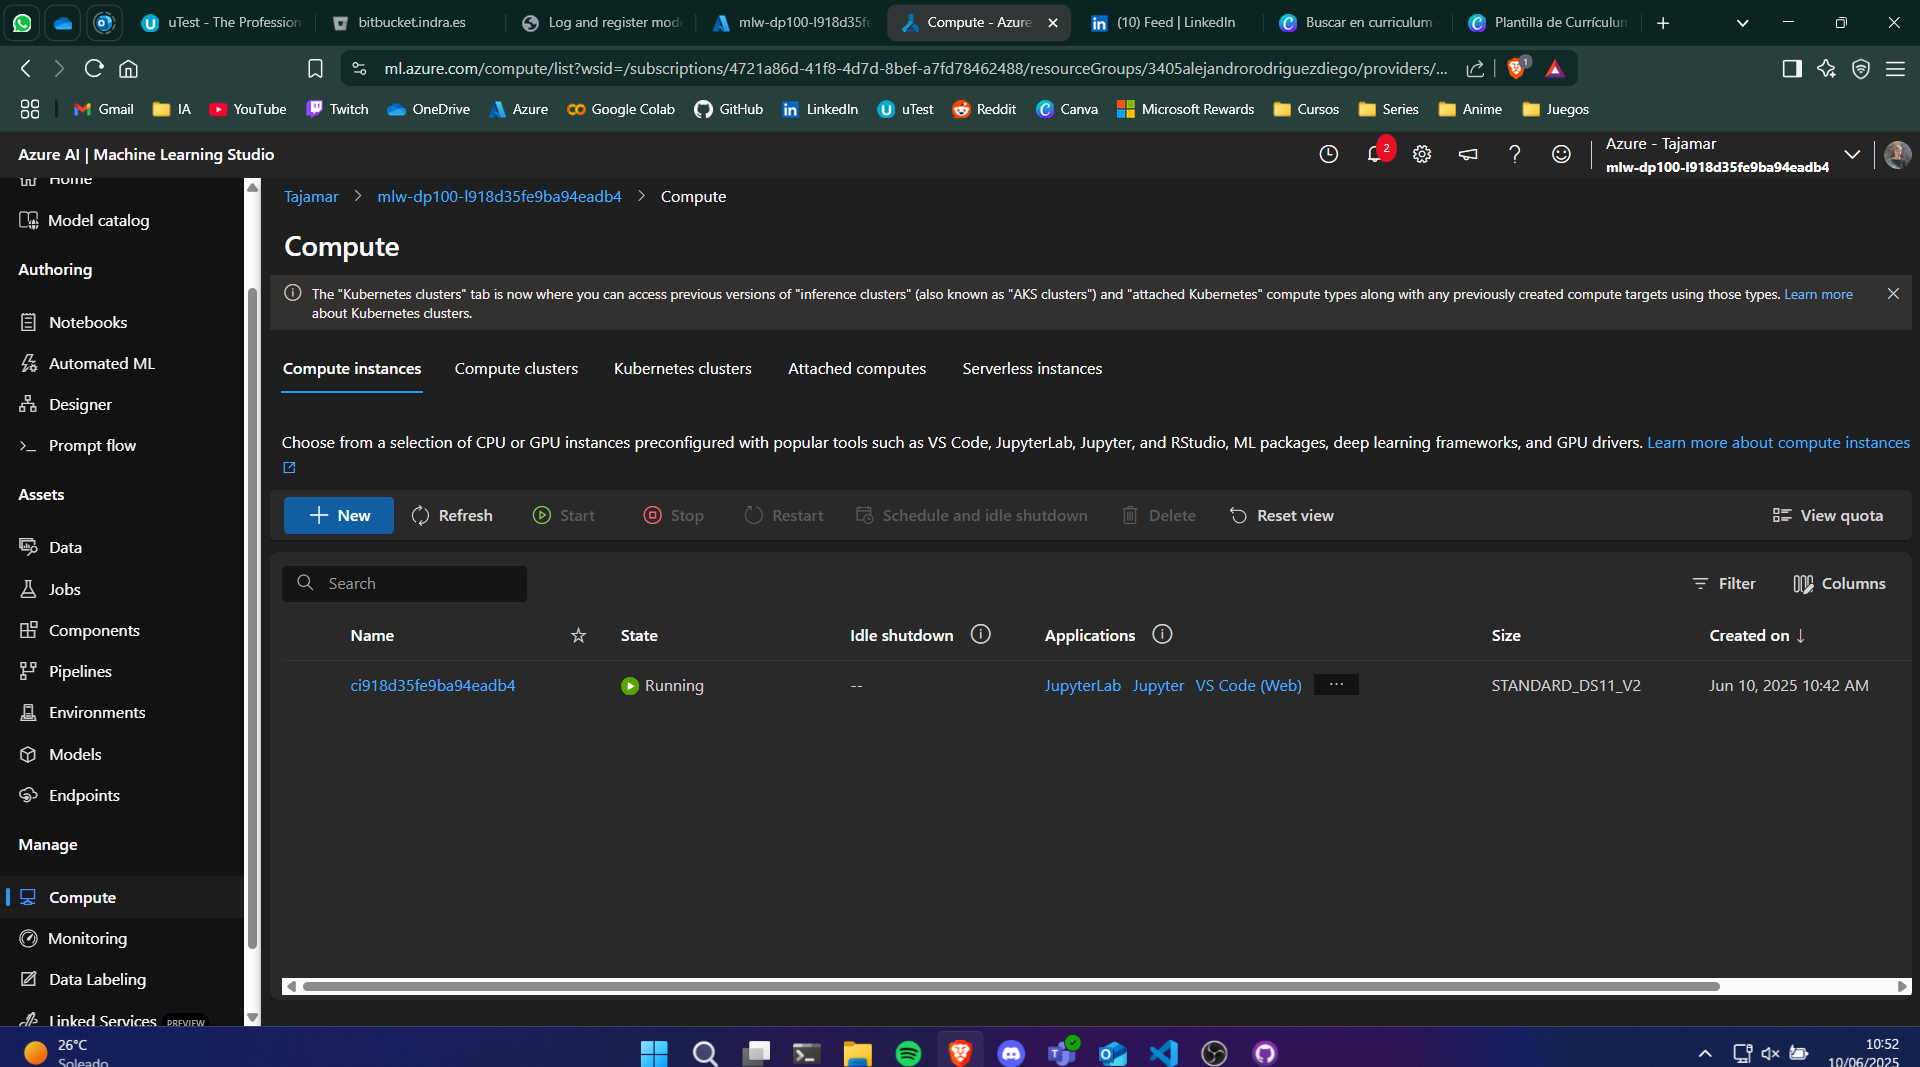 uTest - The Profession
bitbucket.indra.es
Log and register mode
mlw-dp100-l918d35fe
Compute - Azure
(10) Feed | LinkedIn
Buscar en curriculum
Plantilla de Currículum
ml.azure.com/compute/list?wsid=/subscriptions/4721a86d-41f8-4d7d-8bef-a7fd78462488/resourceGroups/3405alejandrorodriguezdiego/providers/...
1
Gmail
IA
YouTube
Twitch
OneDrive
Azure
Google Colab
GitHub
LinkedIn
uTest
Reddit
Canva
Microsoft Rewards
Cursos
Series
Anime
Juegos
Azure AI | Machine Learning Studio
2
Azure - Tajamar
mlw-dp100-l918d35fe9ba94eadb4
Home
Model catalog
Authoring
Notebooks
Automated ML
Designer
Prompt flow
Assets
Data
Jobs
Components
Pipelines
Environments
Models
Endpoints
Manage
Compute
Monitoring
Data Labeling
Linked Services PREVIEW
Tajamar > mlw-dp100-l918d35fe9ba94eadb4 > Compute
Compute
The "Kubernetes clusters" tab is now where you can access previous versions of "inference clusters" (also known as "AKS clusters") and "attached Kubernetes" compute types along with any previously created compute targets using those types. Learn more
about Kubernetes clusters.
Compute instances
Compute clusters
Kubernetes clusters
Attached computes
Serverless instances
Choose from a selection of CPU or GPU instances preconfigured with popular tools such as VS Code, JupyterLab, Jupyter, and RStudio, ML packages, deep learning frameworks, and GPU drivers. Learn more about compute instances
New
Refresh
Start
Stop
Restart
Schedule and idle shutdown
Delete
Reset view
View quota
Search
Filter
Columns
Name
State
Idle shutdown
Applications
Size
Created on ↓
ci918d35fe9ba94eadb4
Running
--
JupyterLab Jupyter VS Code (Web) ...
STANDARD_DS11_V2
Jun 10, 2025 10:42 AM
26°C
Soleado
10:52
10/06/2025